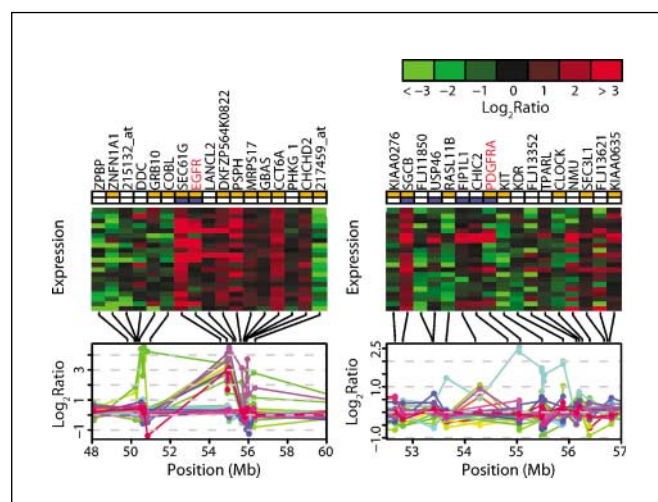 < -3 -2 -1 0 1 2 > 3
Log2Ratio
ZPBP
ZNFN1A1
215132_at
DDC
GRB10
COBL
SEC61G
EGFR
LANCL2
DKFZP564K0822
PSPH
MRPS17
GBAS
CCT6A
PHKG 1
CHCHD2
217459_at
KIAA0276
SGCB
FLJ11850
USP46
RASL11B
FIP1L1
CHIC2
PDGFRA
KIT
KDR
FLJ13352
TPARL
CLOCK
NMU
SEC3L1
FLJ13621
KIAA0635
Expression
Expression
Log2Ratio
3
1
-1
48 50 52 54 56 58 60
Position (Mb)
Log2Ratio
2.5
1.0
-1.0
53 54 55 56 57
Position (Mb)